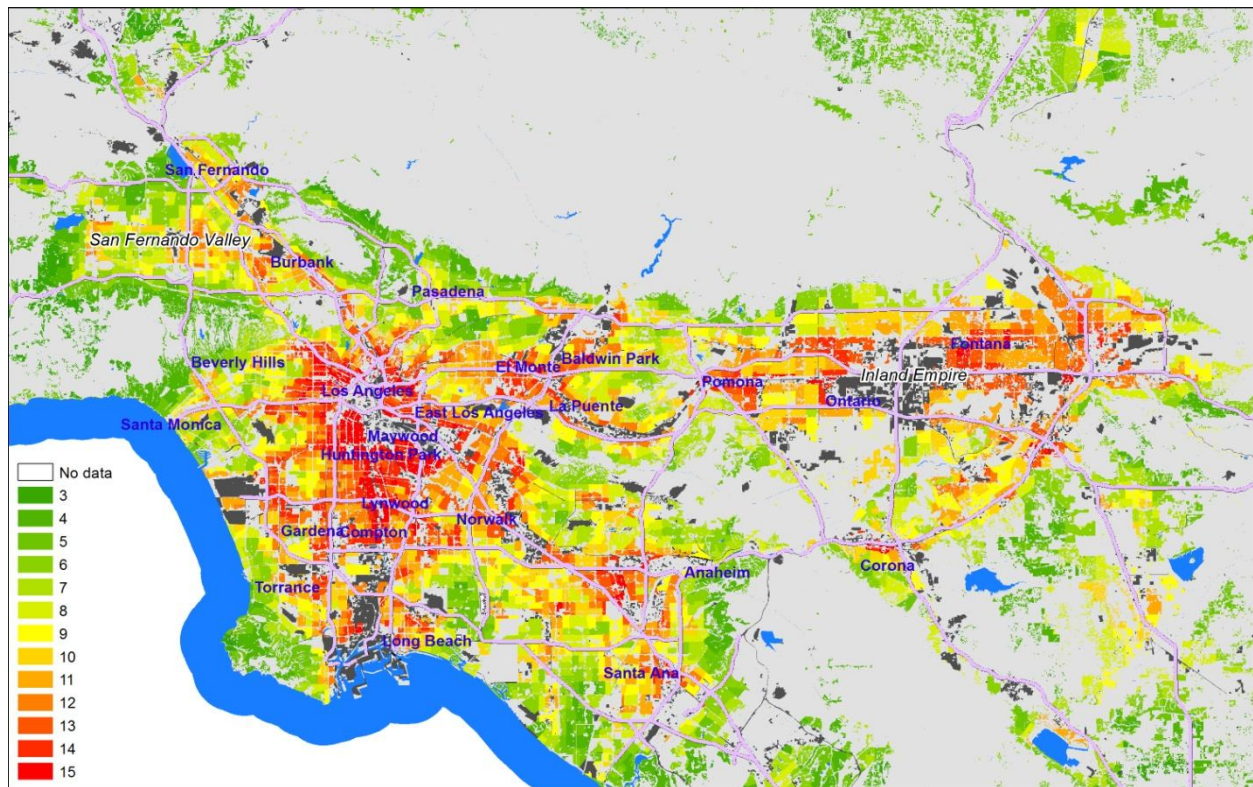 San Fernando
San Fernando Valley
Burbank
Pasadena
Beverly Hills
El Monte
Baldwin Park
Fontana
Los Angeles
Pomona
Inland Empire
East Los Angeles
La Puente
Ontario
Santa Monica
Maywood
Huntington Park
Lynwood
Norwalk
Gardena
Compton
Anaheim
Corona
Torrance
Long Beach
Santa Ana
No data
3
4
5
6
7
8
9
10
11
12
13
14
15